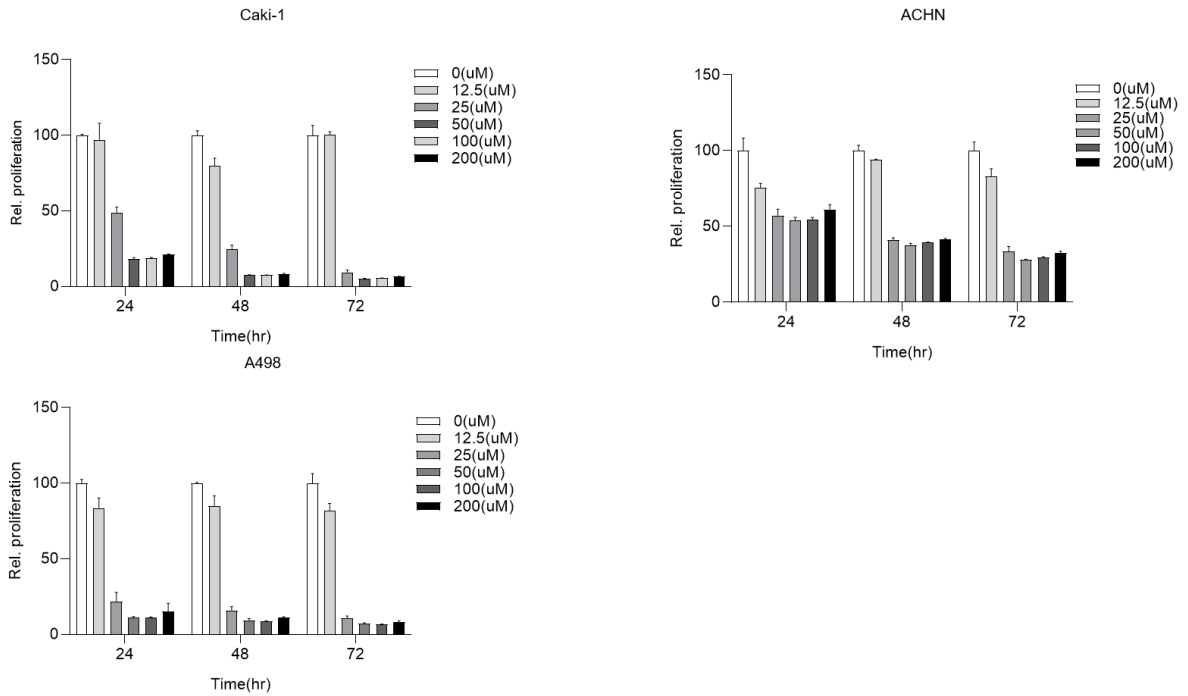 Caki-1
Rel. proliferation
150
100
50
0
24
48
72
Time(hr)
0(uM)
12.5(uM)
25(uM)
50(uM)
100(uM)
200(uM)
ACHN
Rel. proliferation
150
100
50
0
24
48
72
Time(hr)
0(uM)
12.5(uM)
25(uM)
50(uM)
100(uM)
200(uM)
A498
Rel. proliferation
150
100
50
0
24
48
72
Time(hr)
0(uM)
12.5(uM)
25(uM)
50(uM)
100(uM)
200(uM)